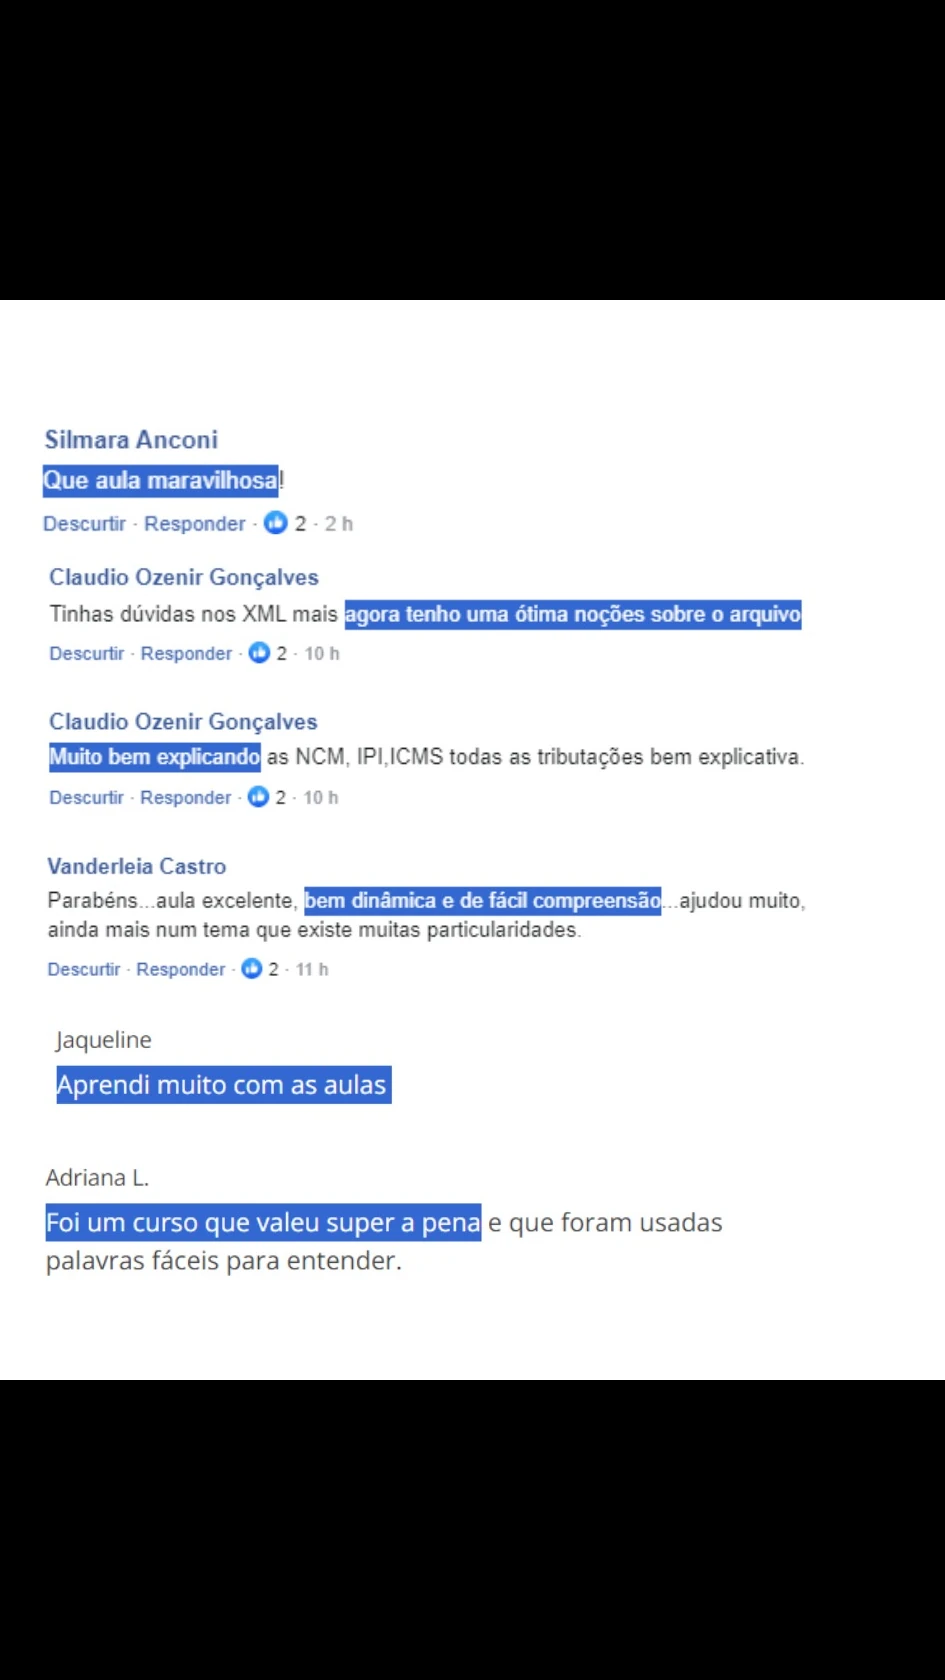 Silmara Anconi
Que aula maravilhosa!
Descurtir · Responder · 2 · 2 h
Claudio Ozenir Gonçalves
Tinhas dúvidas nos XML mais agora tenho uma ótima noções sobre o arquivo
Descurtir · Responder · 2 · 10 h
Claudio Ozenir Gonçalves
Muito bem explicando as NCM, IPI,ICMS todas as tributações bem explicativa.
Descurtir · Responder · 2 · 10 h
Vanderleia Castro
Parabéns...aula excelente, bem dinâmica e de fácil compreensão...ajudou muito,
ainda mais num tema que existe muitas particularidades.
Descurtir · Responder · 2 · 11 h
Jaqueline
Aprendi muito com as aulas
Adriana L.
Foi um curso que valeu super a pena e que foram usadas
palavras fáceis para entender.